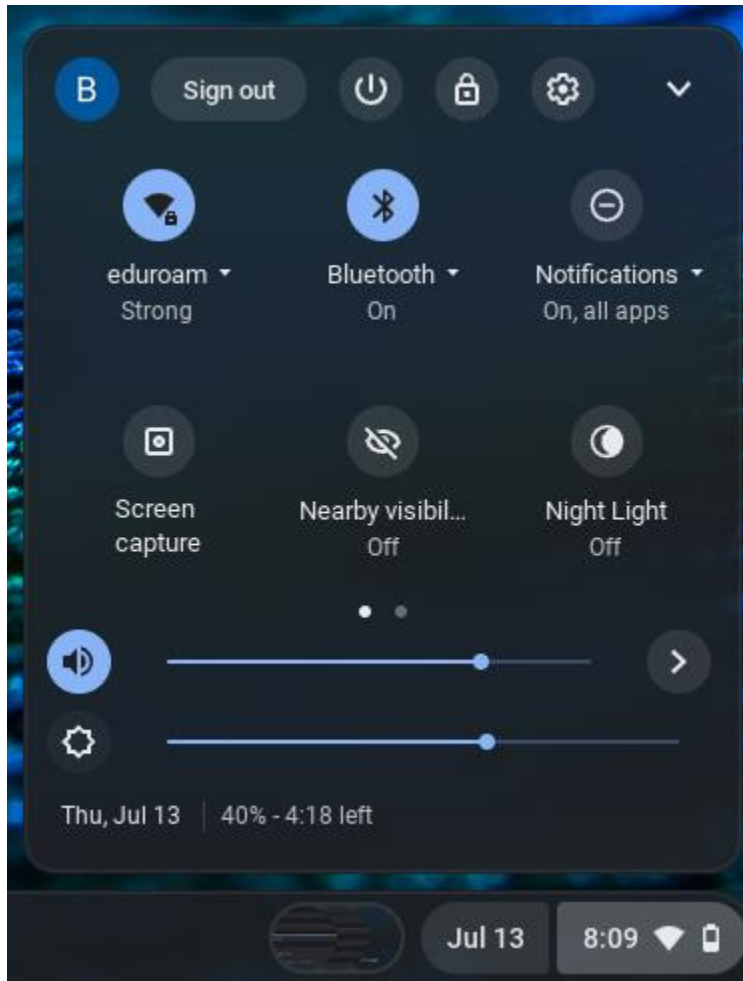 B Sign out
eduroam Bluetooth Notifications
Strong On On, all apps
Screen capture Nearby visibil... Night Light
Off Off
Thu, Jul 13 40% - 4:18 left
Jul 13 8:09